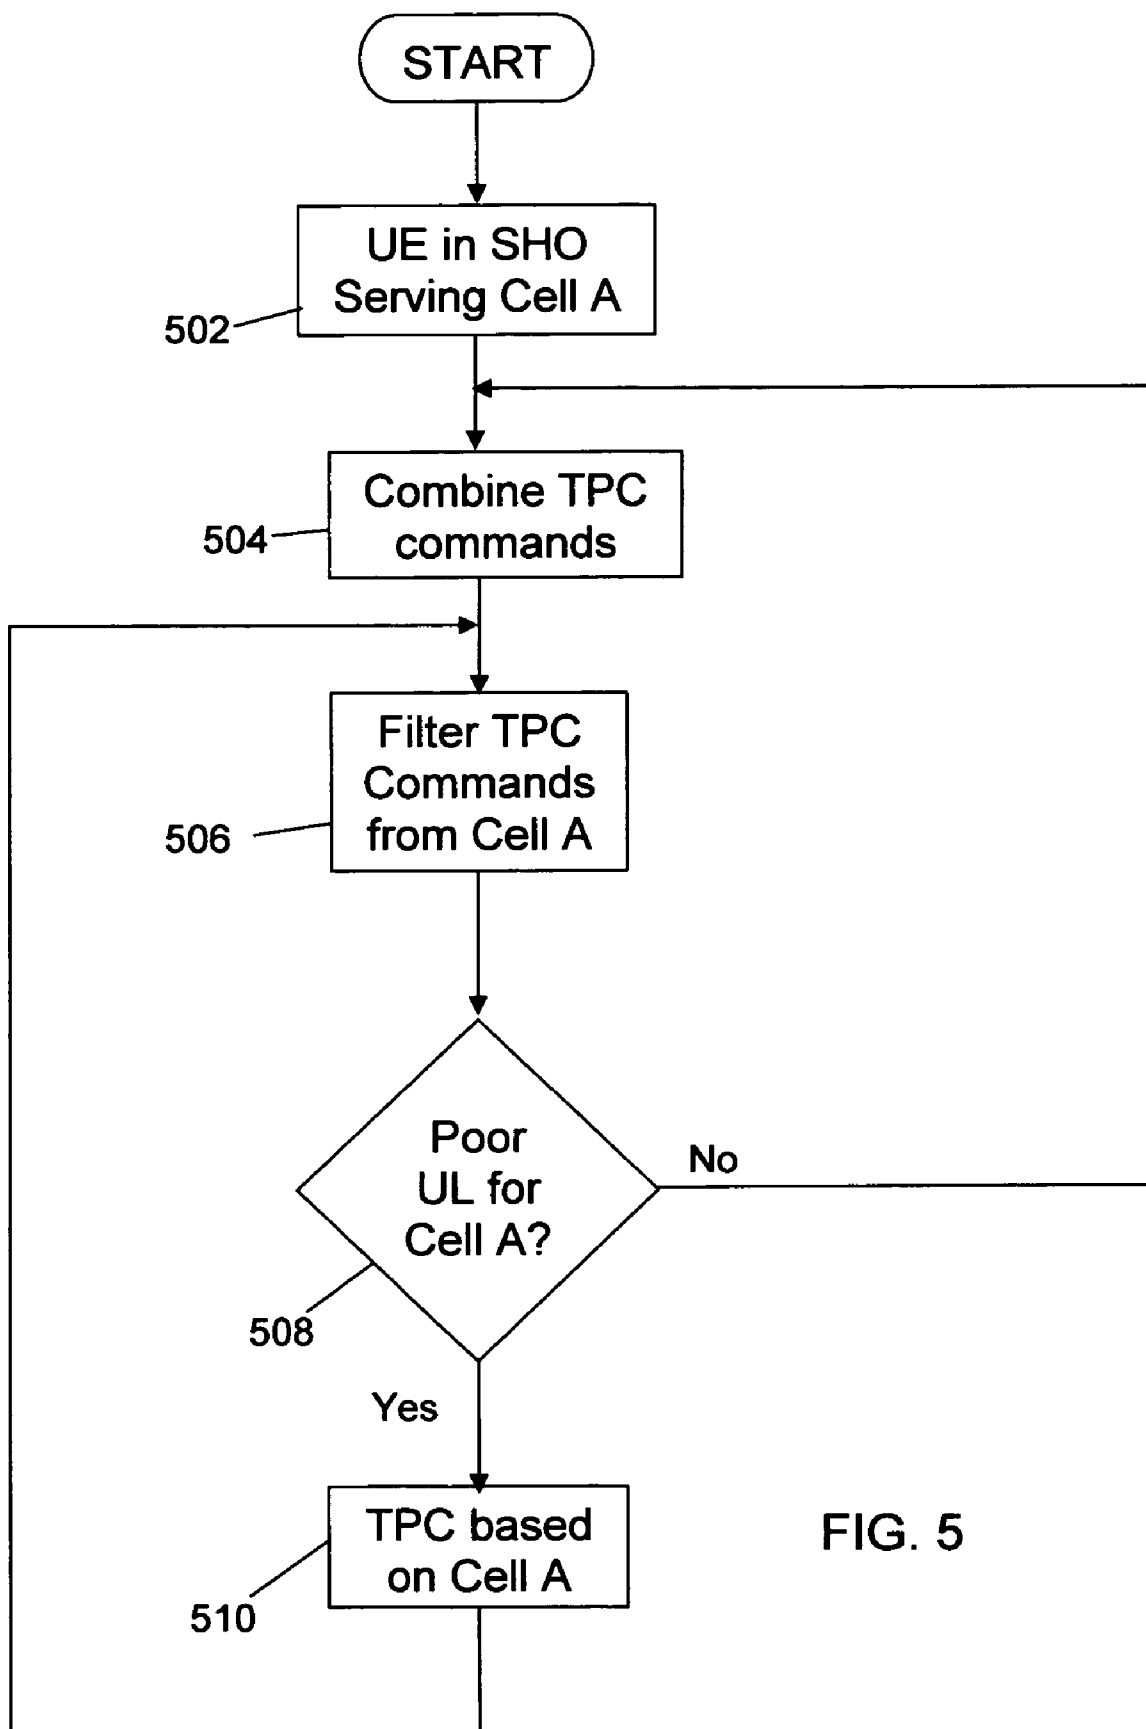 START
UE in SHO
Serving Cell A
502
Combine TPC
commands
504
Filter TPC
Commands
from Cell A
506
Poor
UL for
Cell A?
No
508
Yes
TPC based
on Cell A
FIG. 5
510